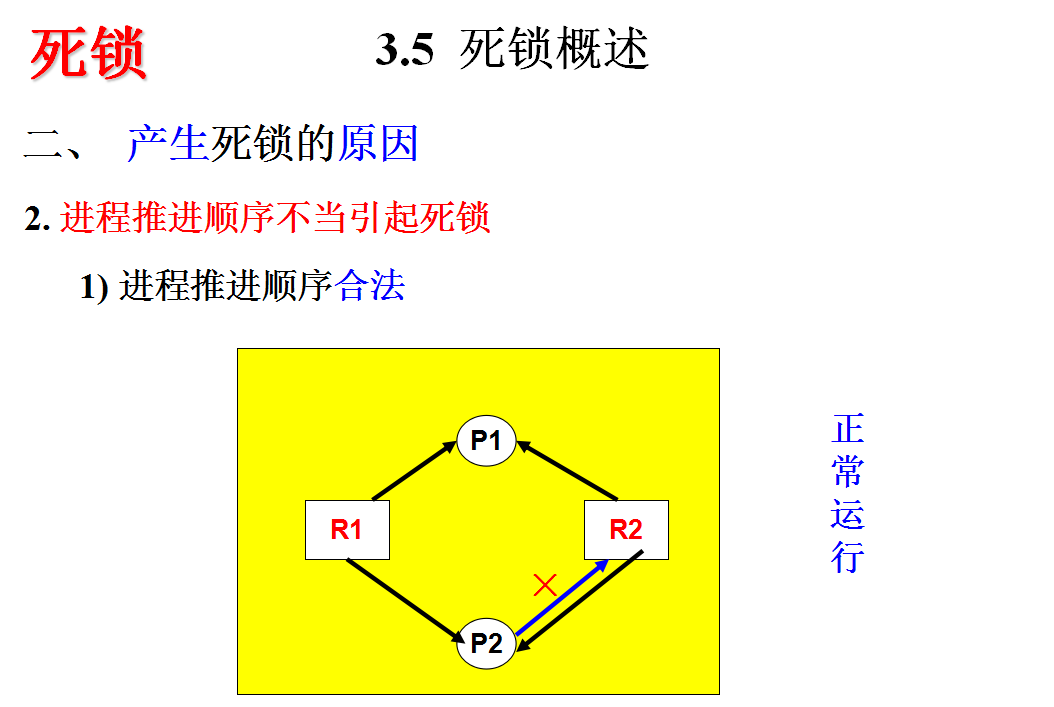 死锁
3.5 死锁概述
二、 产生死锁的原因
2. 进程推进顺序不当引起死锁
1) 进程推进顺序合法
P1
R1
R2
P2
正常运行